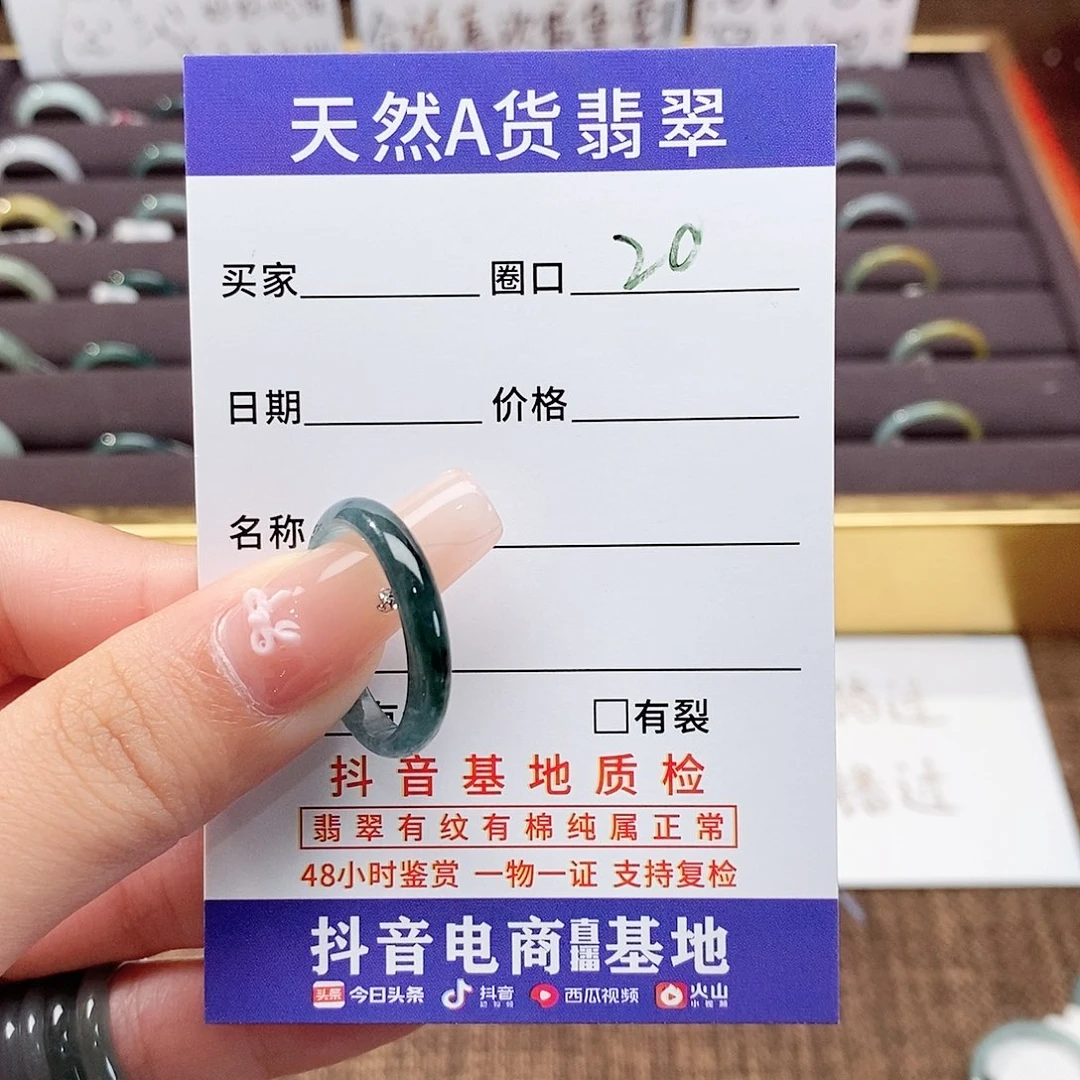 天然A货翡翠
买家 圈口 20
日期 价格
名称
□有裂
抖音基地质检
翡翠有纹有棉纯属正常
48小时鉴赏 一物一证 支持复检
抖音电商直播基地
头条 今日头条 抖音 西瓜视频 火山